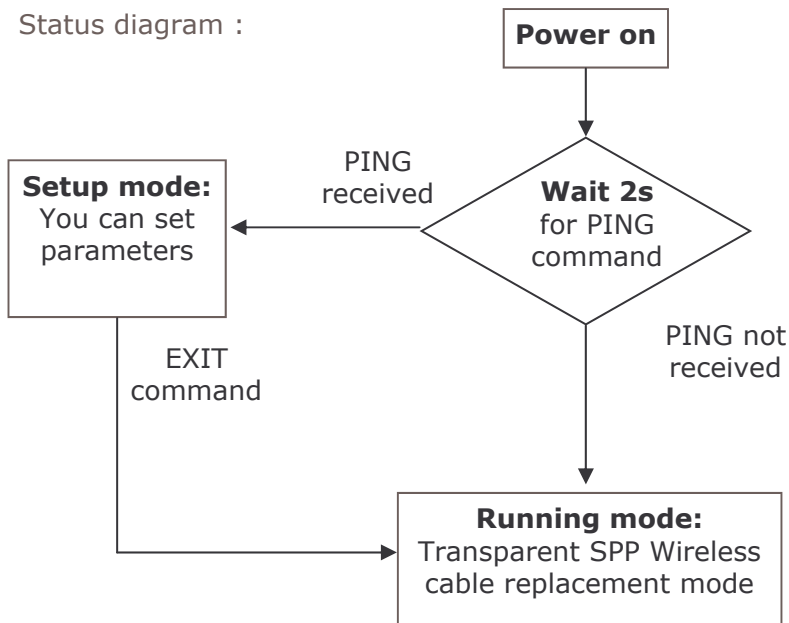 Status diagram :
Power on
PING
received
Wait 2s
for PING
command
Setup mode:
You can set
parameters
PING not
received
EXIT
command
Running mode:
Transparent SPP Wireless
cable replacement mode